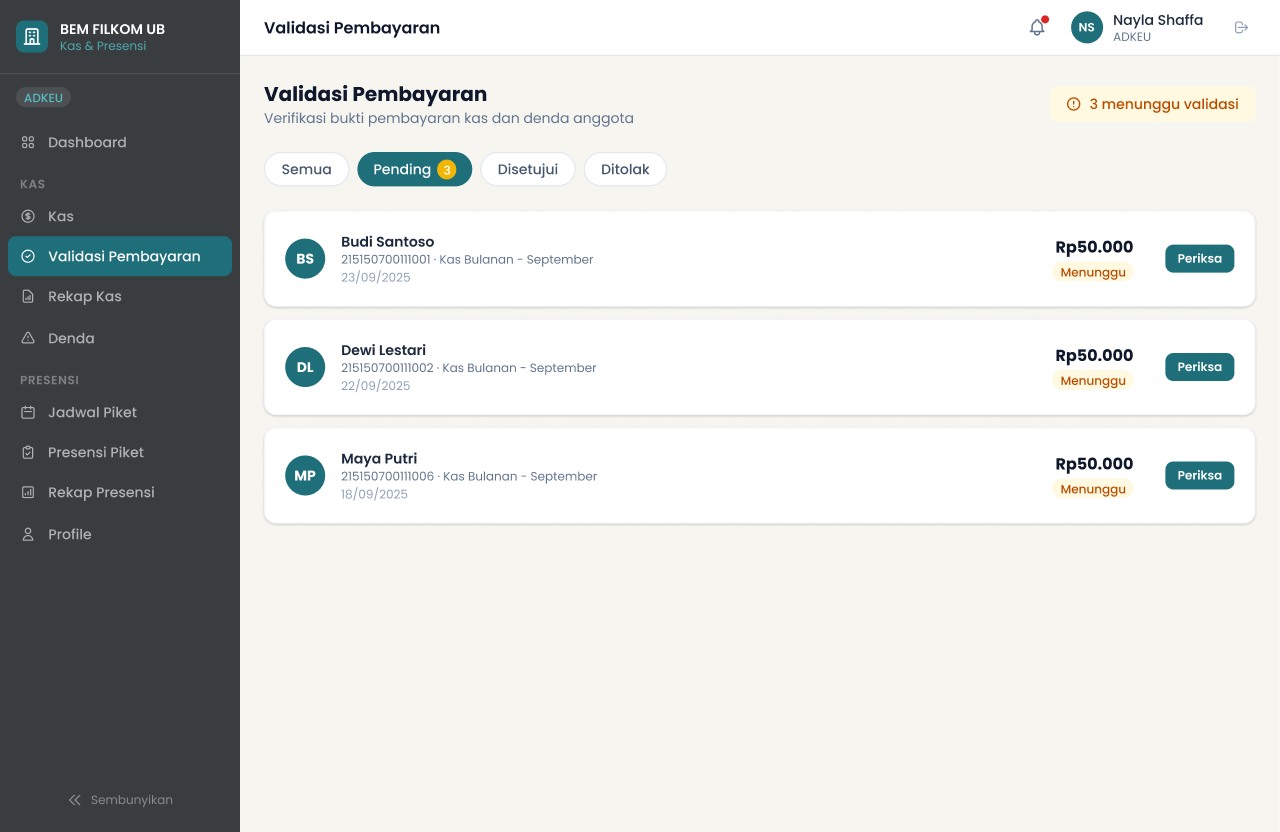 BEM FILKOM UB
Kas & Presensi
ADKEU
Dashboard
KAS
Kas
Validasi Pembayaran
Rekap Kas
Denda
PRESENSI
Jadwal Piket
Presensi Piket
Rekap Presensi
Profile
Sembunyikan
Validasi Pembayaran
NS
Nayla Shaffa
ADKEU
Validasi Pembayaran
Verifikasi bukti pembayaran kas dan denda anggota
3 menunggu validasi
Semua
Pending 3
Disetujui
Ditolak
BS
Budi Santoso
215150700111001 · Kas Bulanan - September
23/09/2025
Rp50.000
Menunggu
Periksa
DL
Dewi Lestari
215150700111002 · Kas Bulanan - September
22/09/2025
Rp50.000
Menunggu
Periksa
MP
Maya Putri
215150700111006 · Kas Bulanan - September
18/09/2025
Rp50.000
Menunggu
Periksa